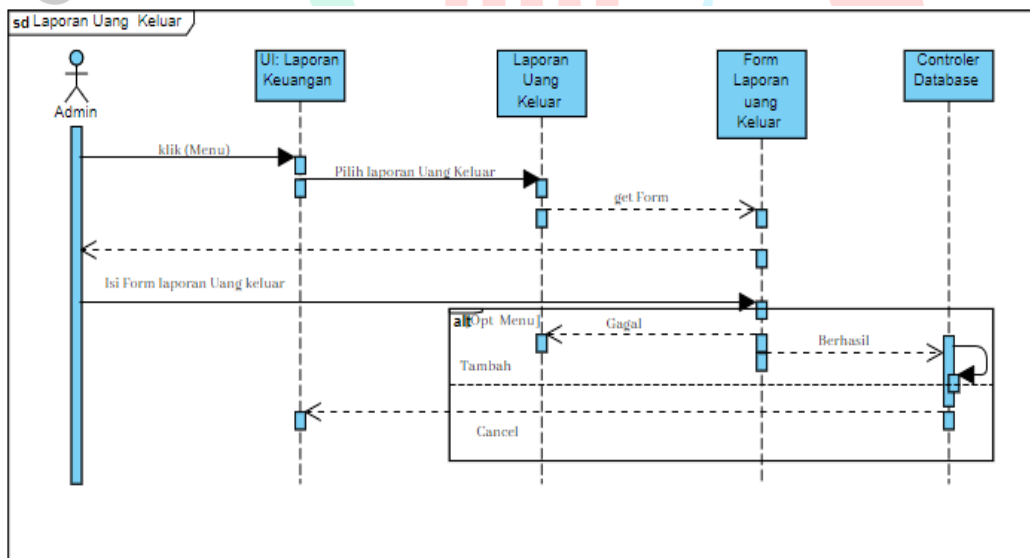 sd Laporan Uang Keluar
Admin
UI: Laporan
Keuangan
Laporan
Uang
Keluar
Form
Laporan
uang
Keluar
Controler
Database
klik (Menu)
Pilih laporan Uang Keluar
get Form
Isi Form laporan Uang keluar
alt [Opt Menu]
Gagal
Berhasil
Tambah
Cancel